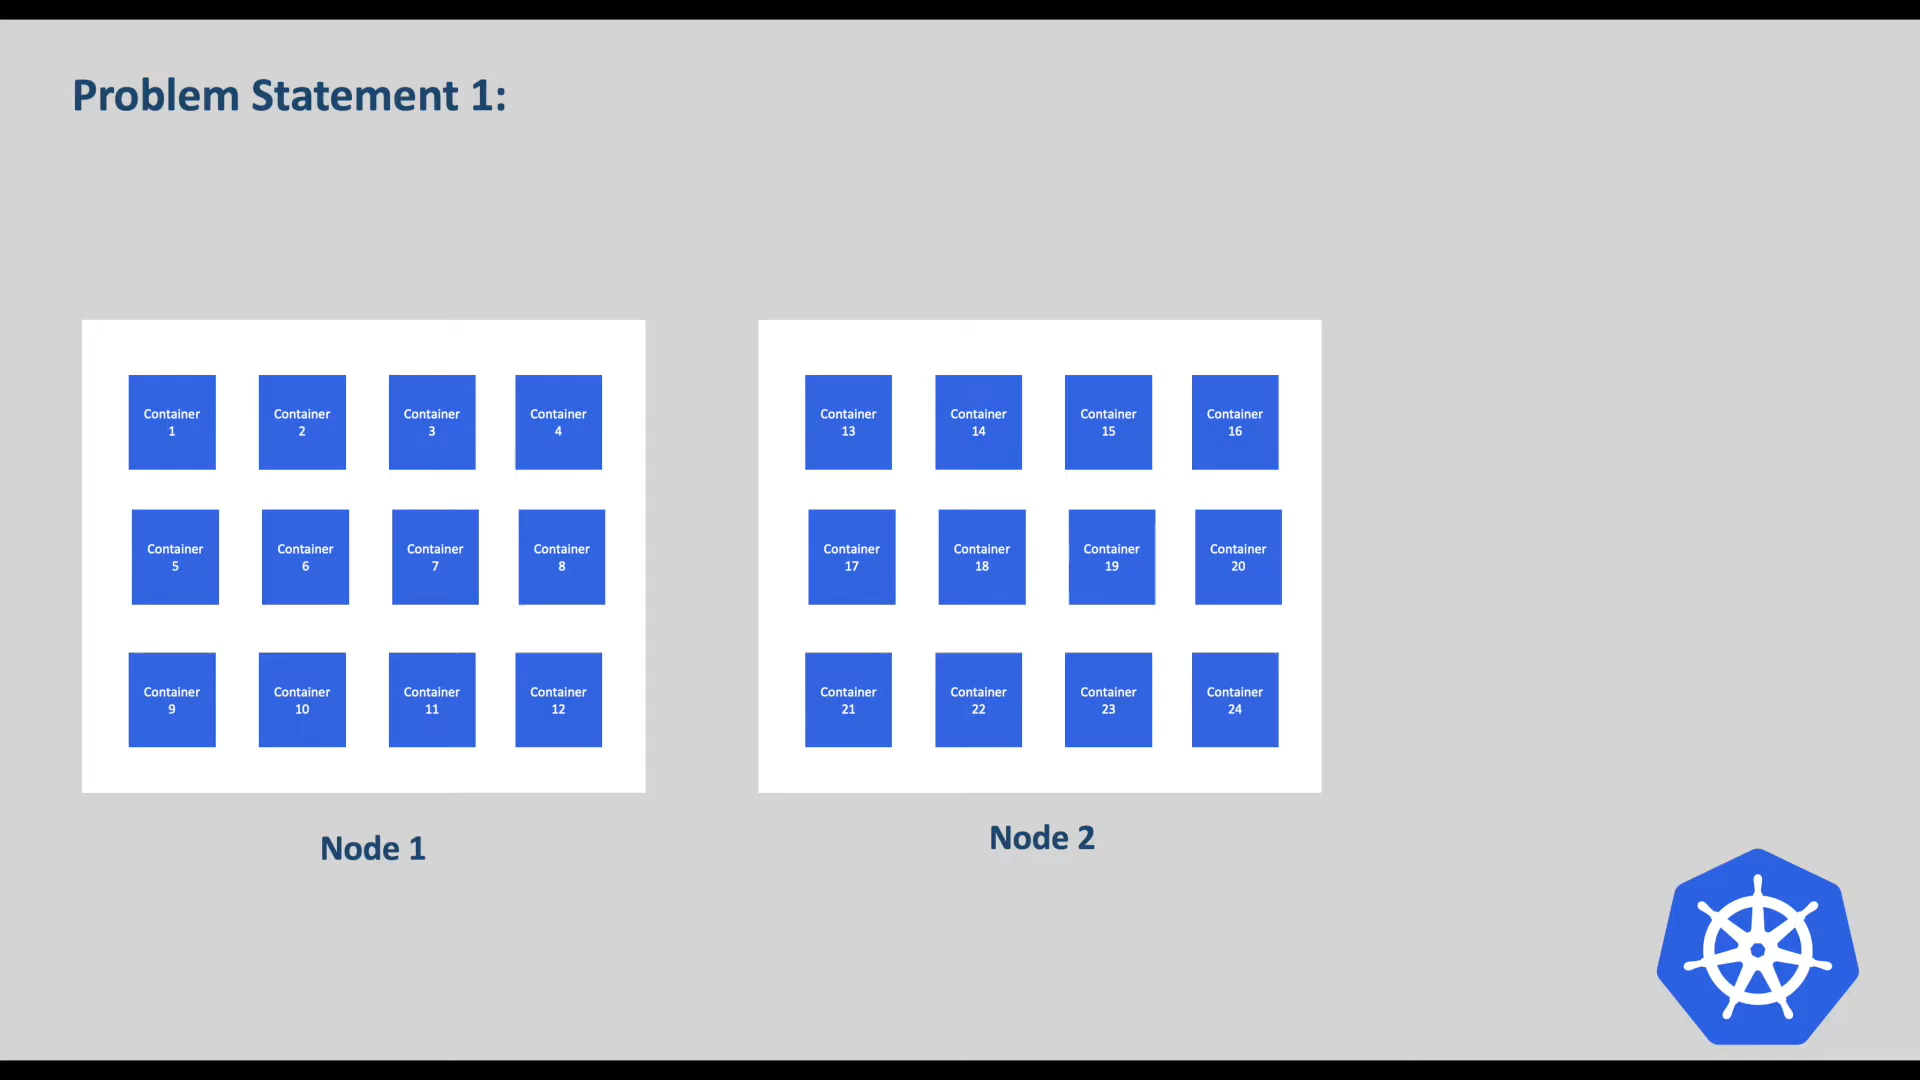 Problem Statement 1:
Container
1
Container
2
Container
3
Container
4
Container
5
Container
6
Container
7
Container
8
Container
9
Container
10
Container
11
Container
12
Node 1
Container
13
Container
14
Container
15
Container
16
Container
17
Container
18
Container
19
Container
20
Container
21
Container
22
Container
23
Container
24
Node 2